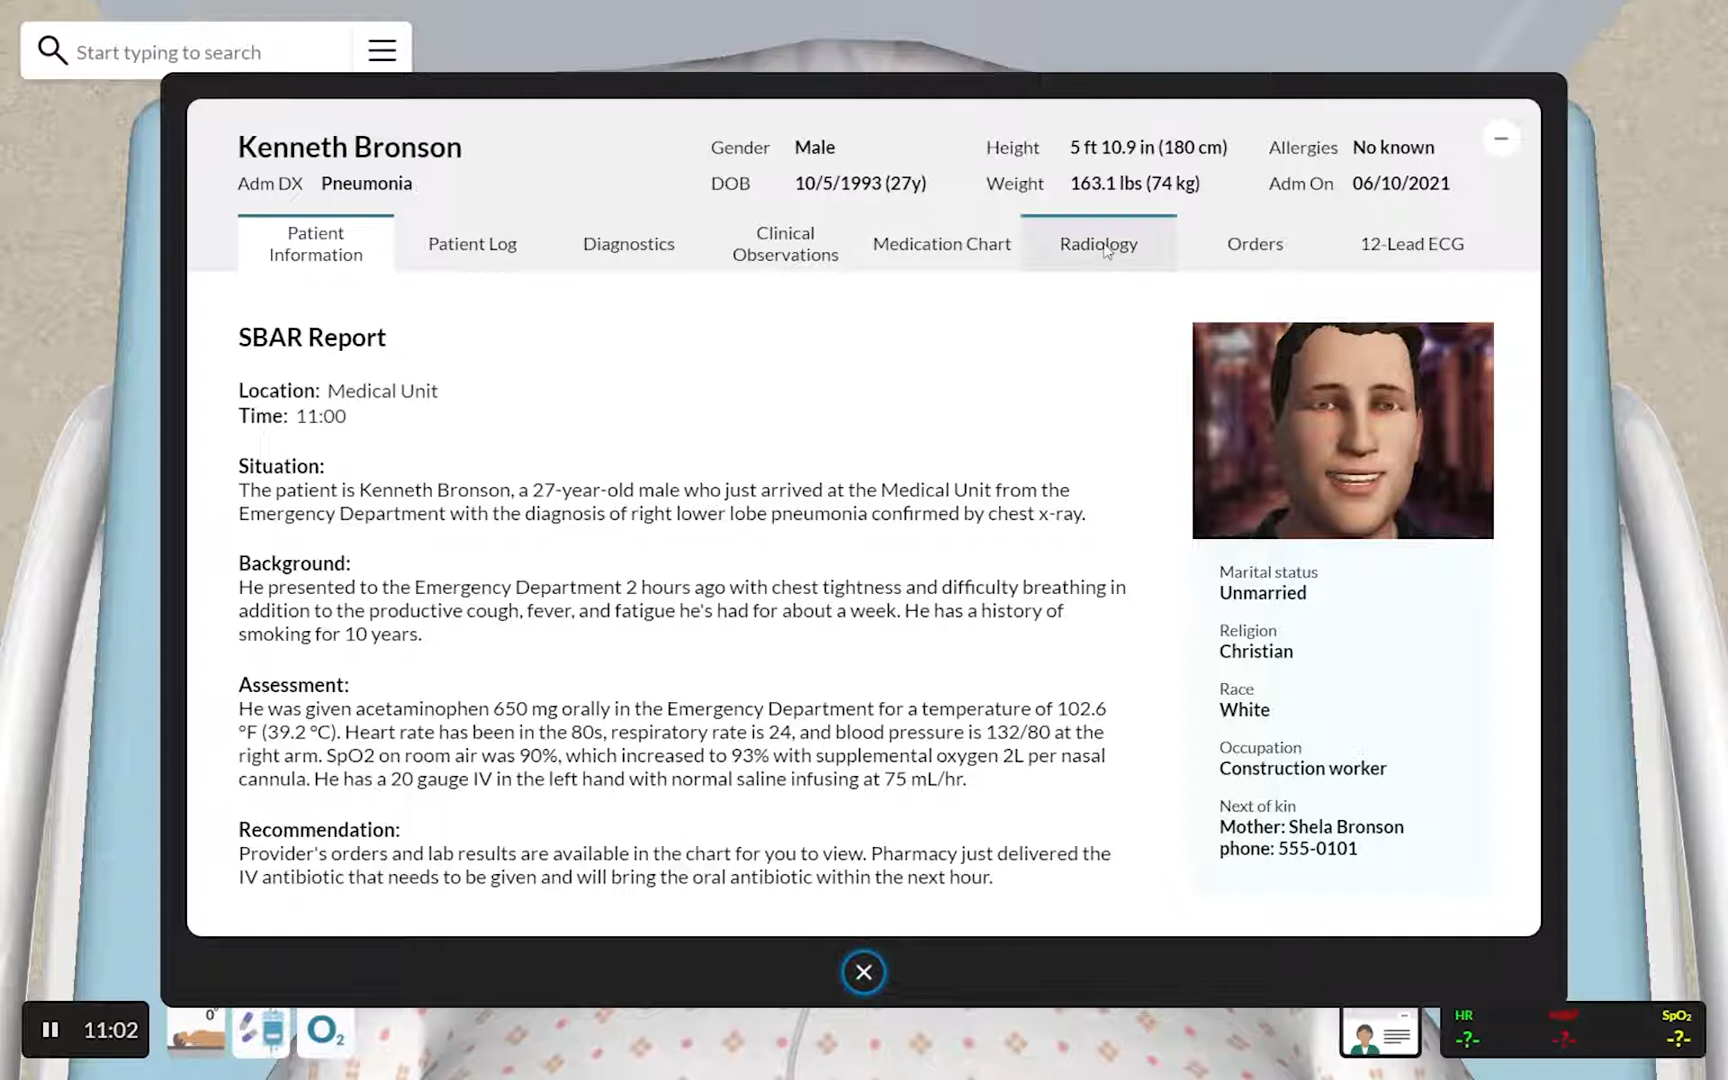 Start typing to search
Kenneth Bronson
Adm DX Pneumonia
Gender Male
DOB 10/5/1993 (27y)
Height 5 ft 10.9 in (180 cm)
Weight 163.1 lbs (74 kg)
Allergies No known
Adm On 06/10/2021
Patient
Information
Patient Log
Diagnostics
Clinical
Observations
Medication Chart
Radiology
Orders
12-Lead ECG
SBAR Report
Location: Medical Unit
Time: 11:00
Situation:
The patient is Kenneth Bronson, a 27-year-old male who just arrived at the Medical Unit from the
Emergency Department with the diagnosis of right lower lobe pneumonia confirmed by chest x-ray.
Background:
He presented to the Emergency Department 2 hours ago with chest tightness and difficulty breathing in
addition to the productive cough, fever, and fatigue he's had for about a week. He has a history of
smoking for 10 years.
Assessment:
He was given acetaminophen 650 mg orally in the Emergency Department for a temperature of 102.6
°F (39.2 °C). Heart rate has been in the 80s, respiratory rate is 24, and blood pressure is 132/80 at the
right arm. SpO2 on room air was 90%, which increased to 93% with supplemental oxygen 2L per nasal
cannula. He has a 20 gauge IV in the left hand with normal saline infusing at 75 mL/hr.
Recommendation:
Provider's orders and lab results are available in the chart for you to view. Pharmacy just delivered the
IV antibiotic that needs to be given and will bring the oral antibiotic within the next hour.
Marital status
Unmarried
Religion
Christian
Race
White
Occupation
Construction worker
Next of kin
Mother: Shela Bronson
phone: 555-0101
11:02
0°
O₂
HR
-?-
-?-
SpO₂
-?-